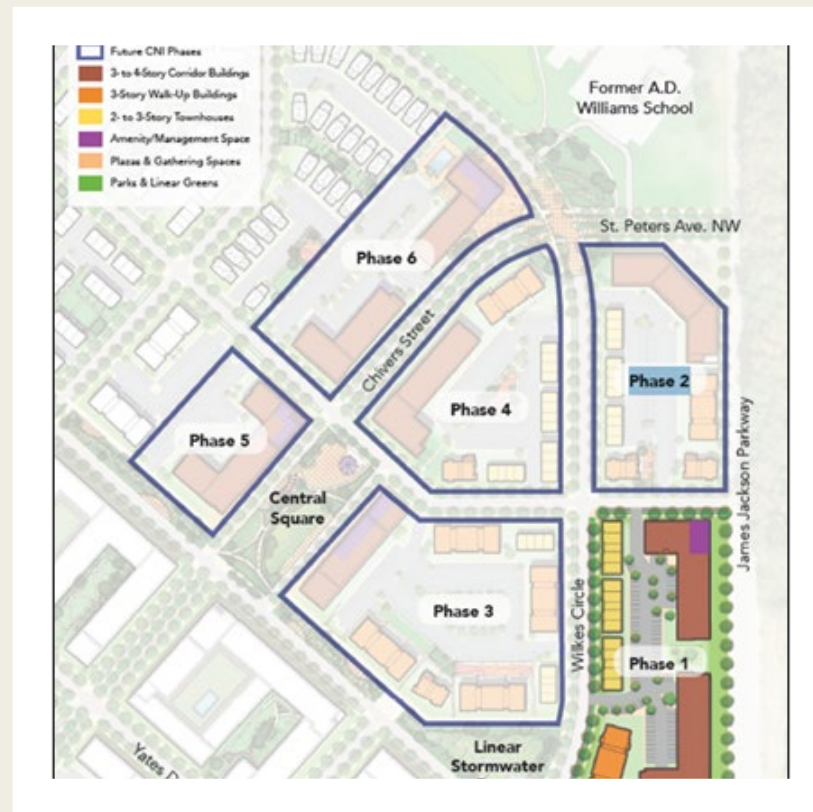 Future CNI Phases
3- to 4-Story Corridor Buildings
3-Story Walk-Up Buildings
2- to 3-Story Townhouses
Amenity/Management Space
Plazas & Gathering Spaces
Parks & Linear Greens
Former A.D.
Williams School
St. Peters Ave. NW
Phase 6
Chivers Street
Phase 2
Phase 4
Phase 5
James Jackson Parkway
Central
Square
Wilkes Circle
Phase 3
Phase 1
Linear
Stormwater
Yates D